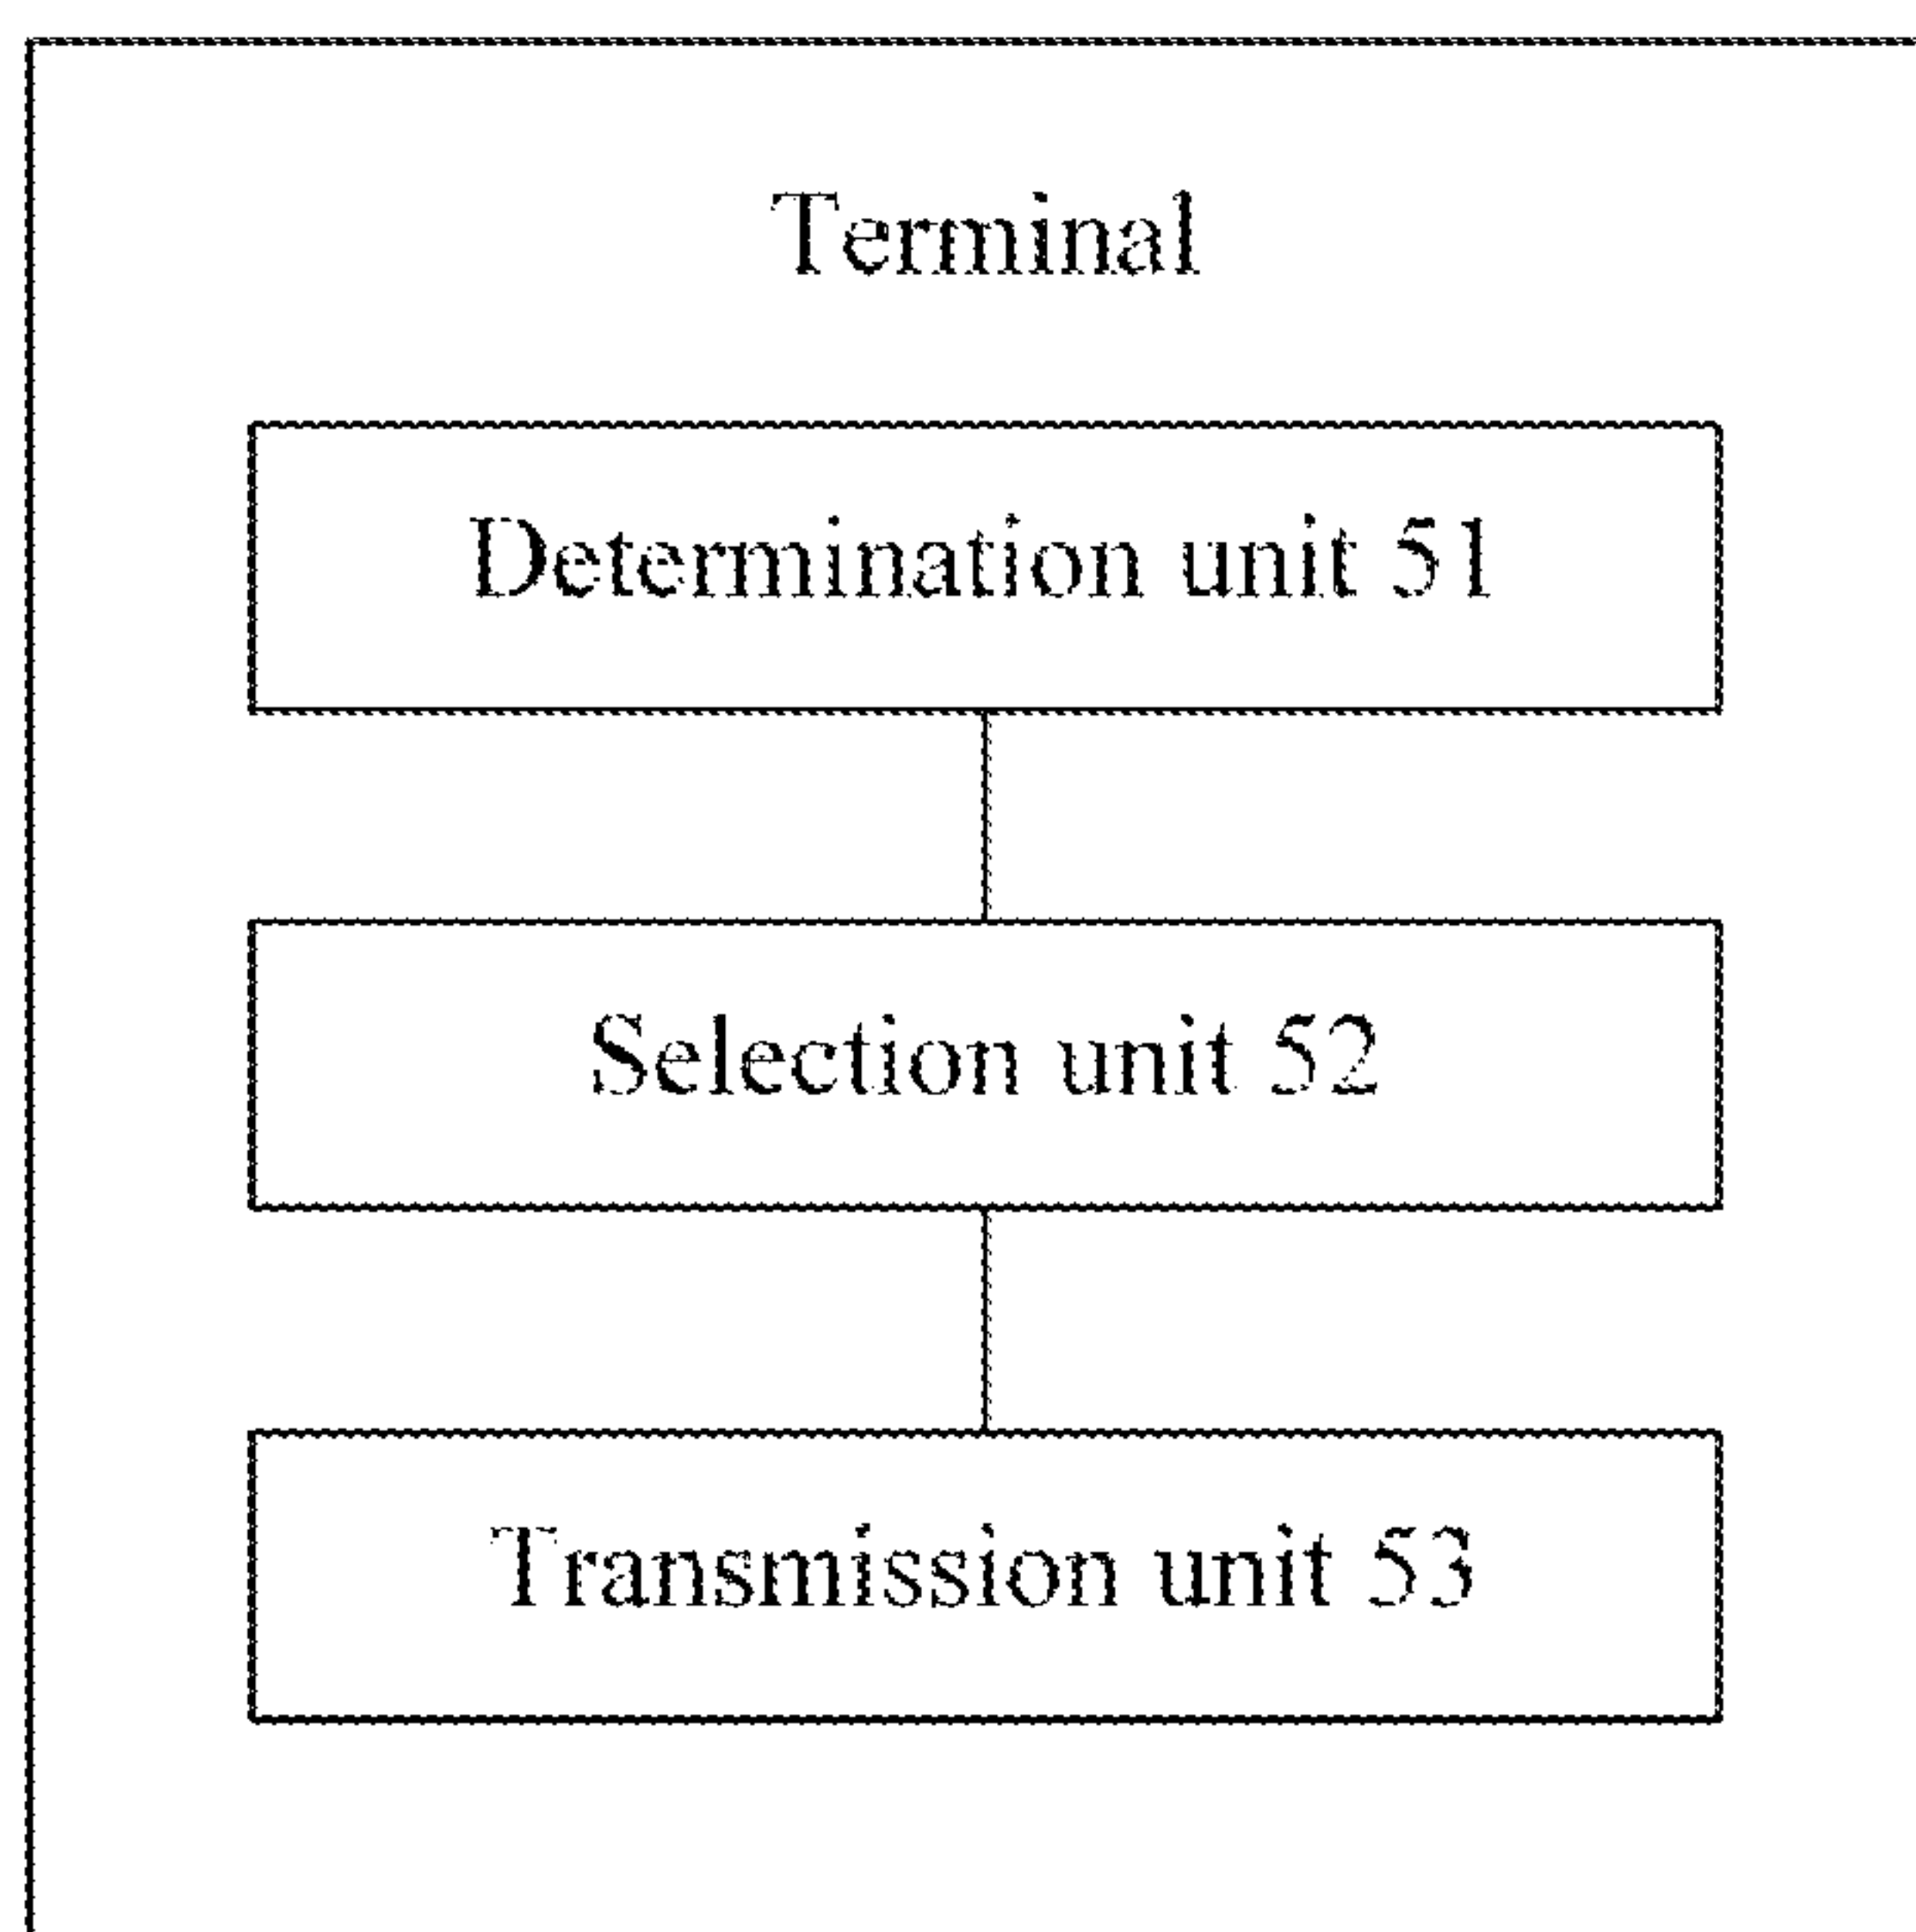 Terminal
Determination unit 51
Selection unit 52
Transmission unit 53